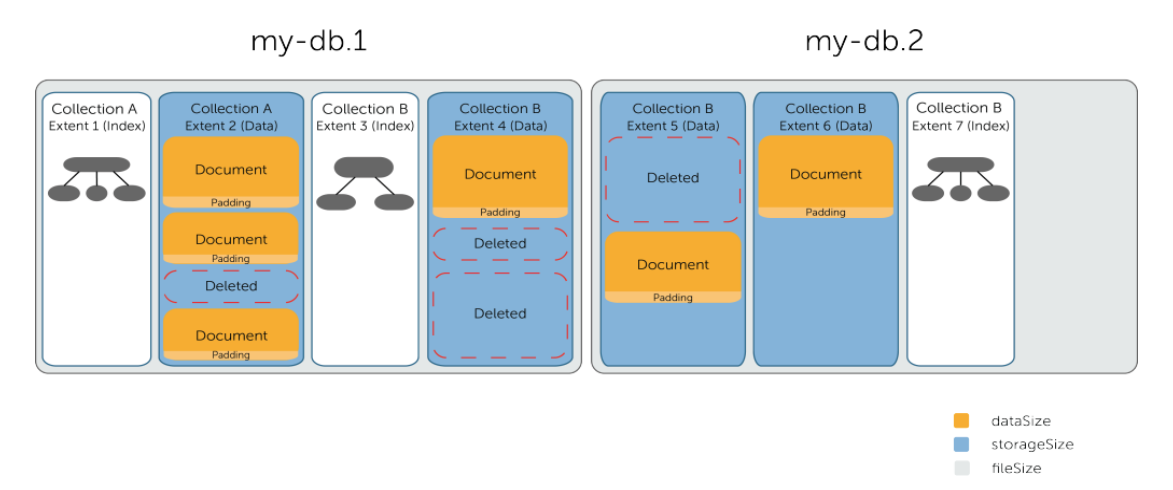 my-db.1
my-db.2
Collection A
Extent 1 (Index)
Collection A
Extent 2 (Data)
Document
Padding
Document
Padding
Deleted
Document
Padding
Collection B
Extent 3 (Index)
Collection B
Extent 4 (Data)
Document
Padding
Deleted
Deleted
Collection B
Extent 5 (Data)
Deleted
Document
Padding
Collection B
Extent 6 (Data)
Document
Padding
Collection B
Extent 7 (Index)
dataSize
storageSize
fileSize